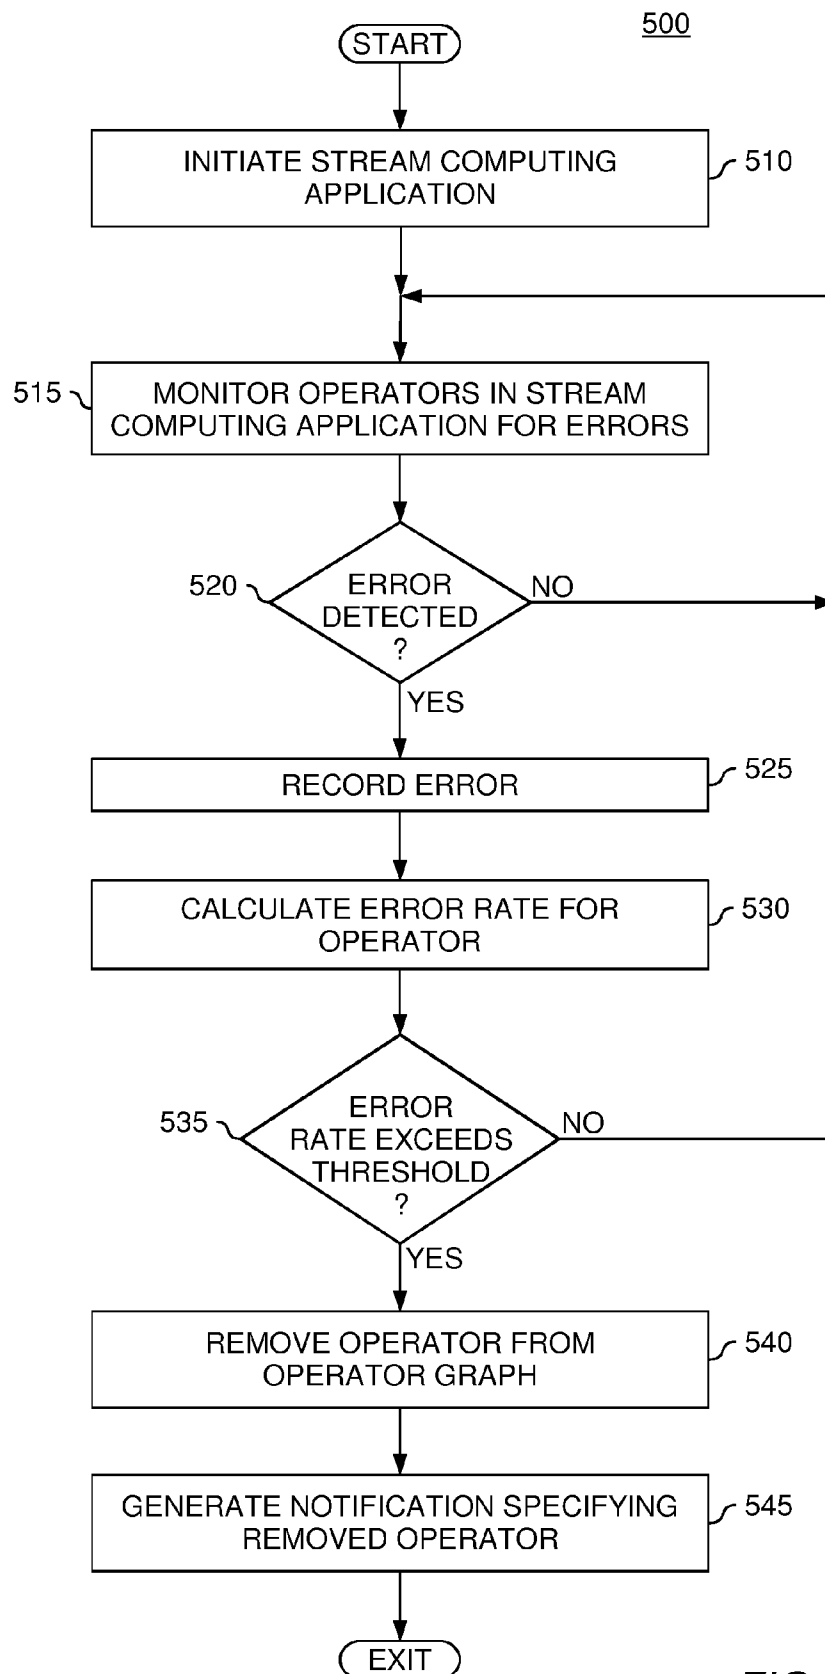 500
START
INITIATE STREAM COMPUTING
APPLICATION
510
515
MONITOR OPERATORS IN STREAM
COMPUTING APPLICATION FOR ERRORS
520
ERROR
DETECTED
?
NO
YES
RECORD ERROR
525
CALCULATE ERROR RATE FOR
OPERATOR
530
535
ERROR
RATE EXCEEDS
THRESHOLD
?
NO
YES
REMOVE OPERATOR FROM
OPERATOR GRAPH
540
GENERATE NOTIFICATION SPECIFYING
REMOVED OPERATOR
545
EXIT